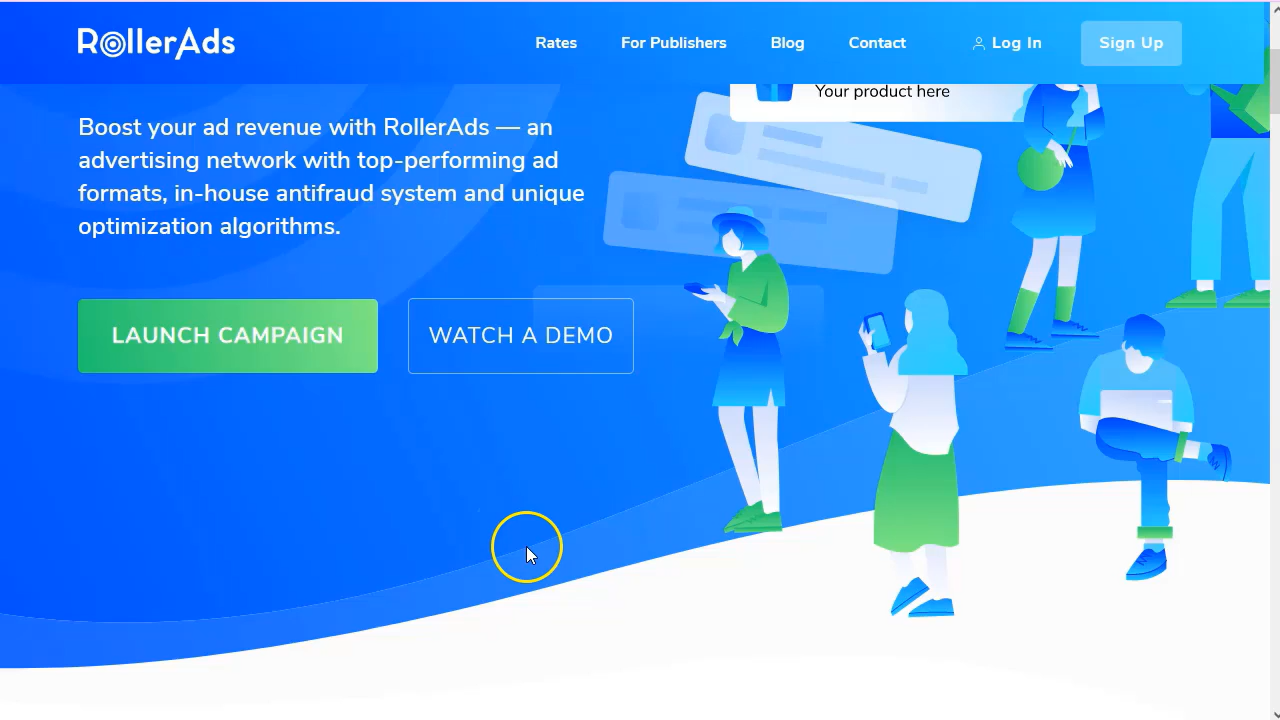 RollerAds
Rates
For Publishers
Blog
Contact
Log In
Sign Up
Your product here
Boost your ad revenue with RollerAds — an
advertising network with top-performing ad
formats, in-house antifraud system and unique
optimization algorithms.
LAUNCH CAMPAIGN
WATCH A DEMO